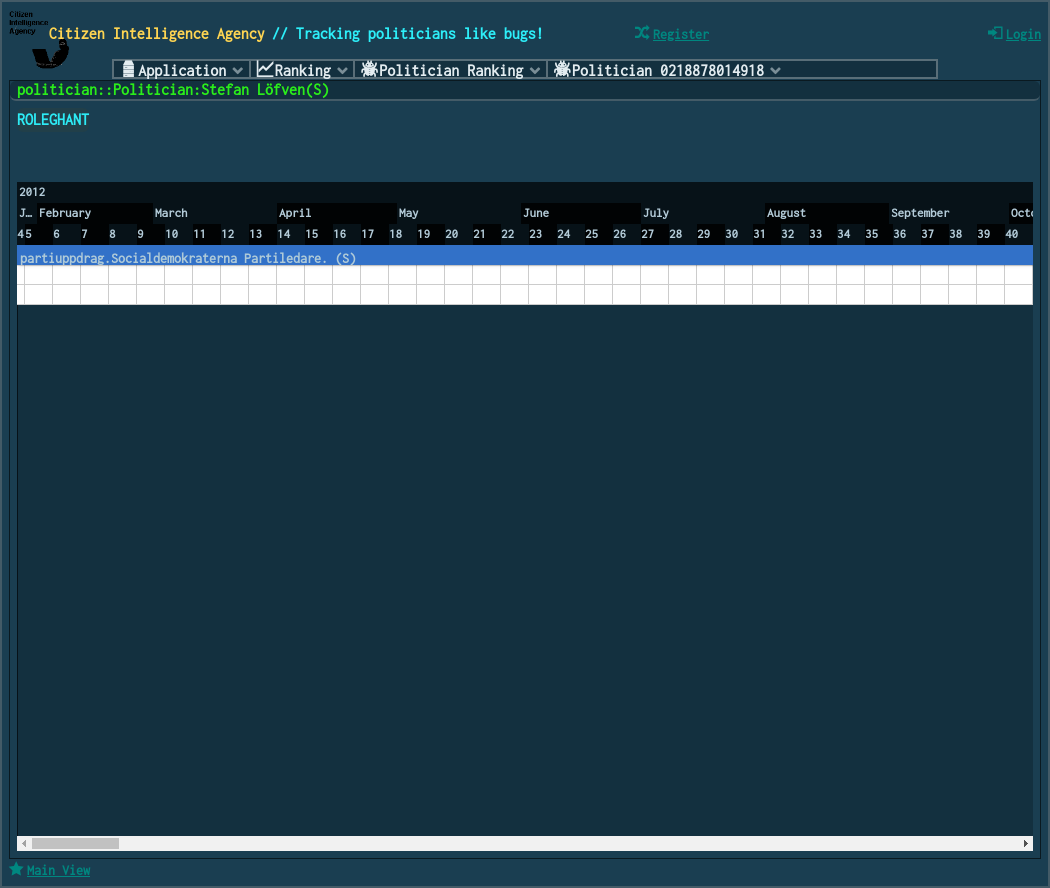 Citizen
Intelligence
Agency
Citizen Intelligence Agency // Tracking politicians like bugs!
Register
Login
Application Ranking Politician Ranking Politician 0218878014918
politician::Politician:Stefan Löfven(S)
ROLEGHANT
2012
J… February March April May June July August September Octo
45 6 7 8 9 10 11 12 13 14 15 16 17 18 19 20 21 22 23 24 25 26 27 28 29 30 31 32 33 34 35 36 37 38 39 40
partiuppdrag.Socialdemokraterna Partiledare. (S)
Main View